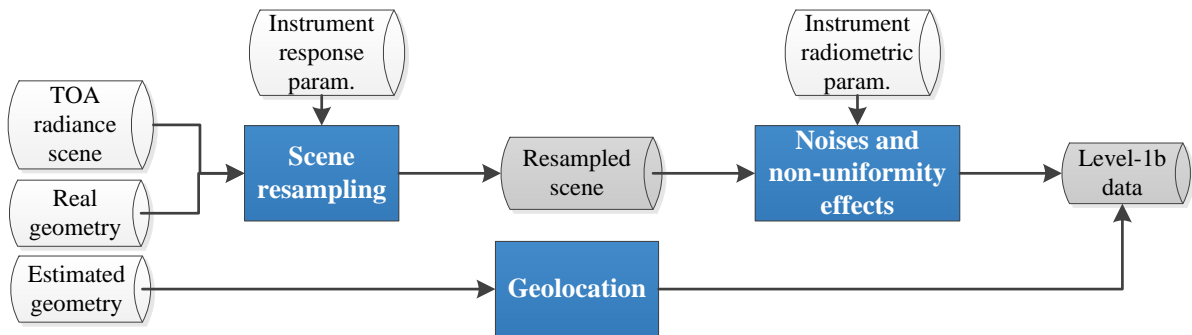 Instrument
response
param.
Instrument
radiometric
param.
TOA
radiance
scene
Scene
resampling
Resampled
scene
Noises and
non-uniformity
effects
Level-1b
data
Real
geometry
Estimated
geometry
Geolocation